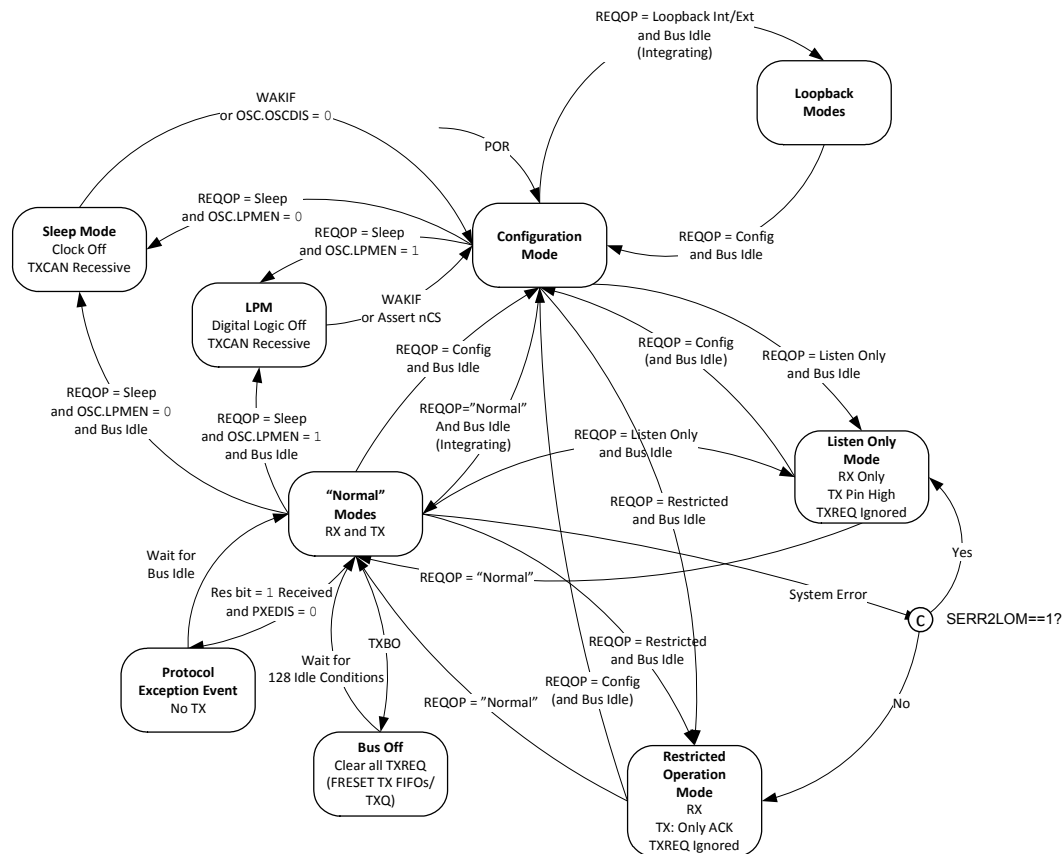 REQOP = Loopback Int/Ext
and Bus Idle
(Integrating)
Loopback
Modes
WAKIF
or OSC.OSCDIS = 0
POR
REQOP = Sleep
and OSC.LPMEN = 0
Sleep Mode
Clock Off
TXCAN Recessive
REQOP = Sleep
and OSC.LPMEN = 1
Configuration
Mode
REQOP = Config
and Bus Idle
LPM
Digital Logic Off
TXCAN Recessive
WAKIF
or Assert nCS
REQOP = Config
and Bus Idle
REQOP = Config
(and Bus Idle)
REQOP = Listen Only
and Bus Idle
REQOP = Sleep
and OSC.LPMEN = 0
and Bus Idle
REQOP = Sleep
and OSC.LPMEN = 1
and Bus Idle
REQOP="Normal"
And Bus Idle
(Integrating)
REQOP = Listen Only
and Bus Idle
Listen Only
Mode
RX Only
TX Pin High
TXREQ Ignored
"Normal"
Modes
RX and TX
REQOP = Restricted
and Bus Idle
Wait for
Bus Idle
Yes
REQOP = "Normal"
Res bit = 1 Received
and PXEDIS = 0
System Error
C
SERR2LOM==1?
TXBO
REQOP = Restricted
and Bus Idle
Wait for
128 Idle Conditions
Protocol
Exception Event
No TX
REQOP = Config
(and Bus Idle)
REQOP = "Normal"
No
Bus Off
Clear all TXREQ
(FRESET TX FIFOs/
TXQ)
Restricted
Operation
Mode
RX
TX: Only ACK
TXREQ Ignored